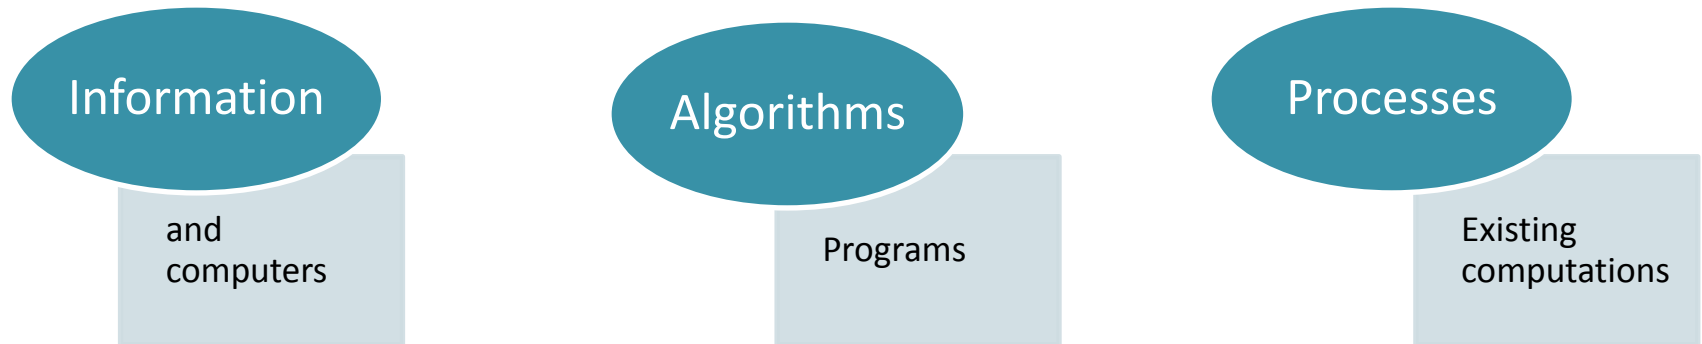 Information
and
computers
Algorithms
Programs
Processes
Existing
computations